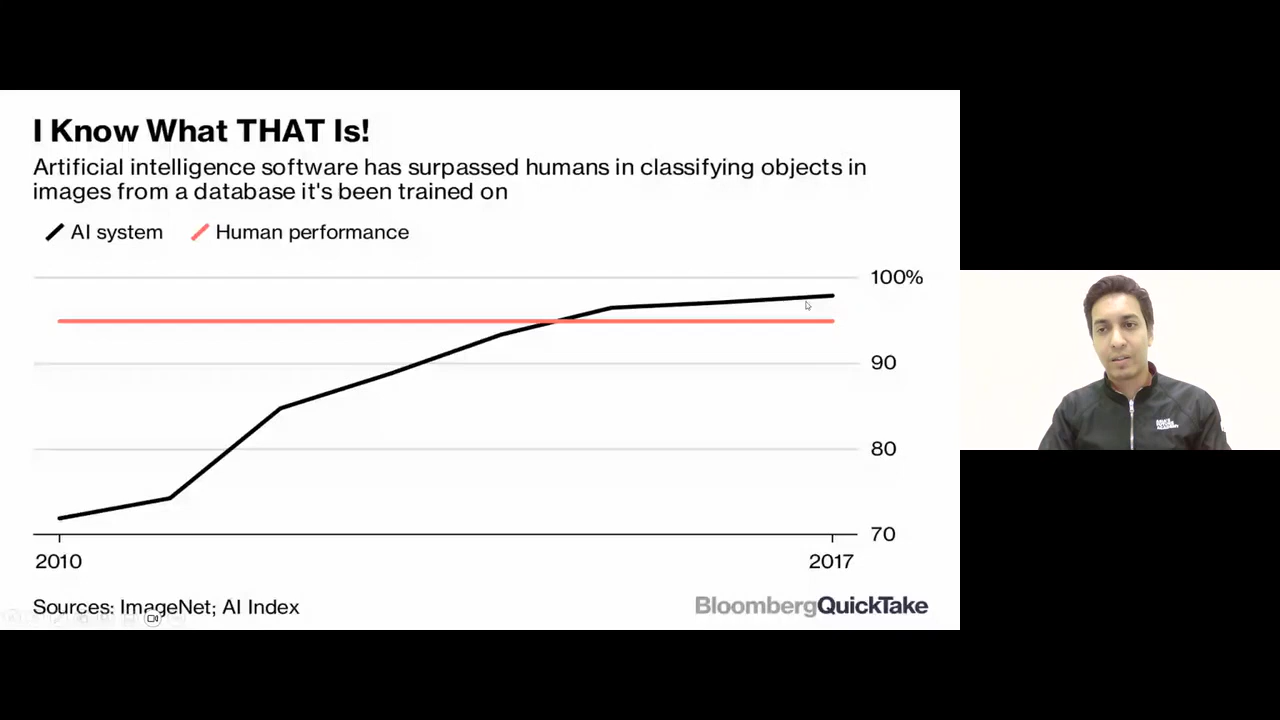 I Know What THAT Is!
Artificial intelligence software has surpassed humans in classifying objects in
images from a database it's been trained on
AI system Human performance
100%
90
80
70
2010 2017
Sources: ImageNet; AI Index BloombergQuickTake